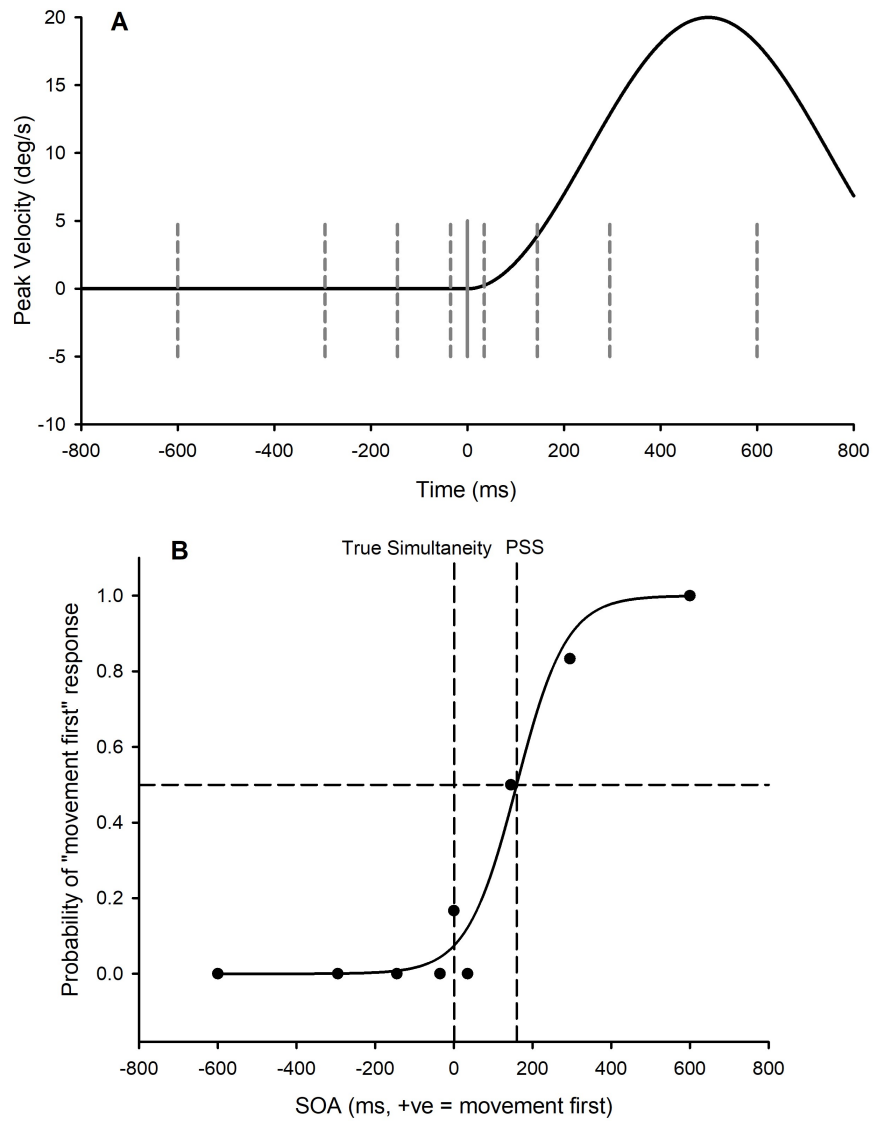 A
20
15
10
5
0
-5
-10
Peak Velocity (deg/s)
-800 -600 -400 -200 0 200 400 600 800
Time (ms)
B
True Simultaneity PSS
1.0
0.8
0.6
0.4
0.2
0.0
Probability of "movement first" response
-800 -600 -400 -200 0 200 400 600 800
SOA (ms, +ve = movement first)